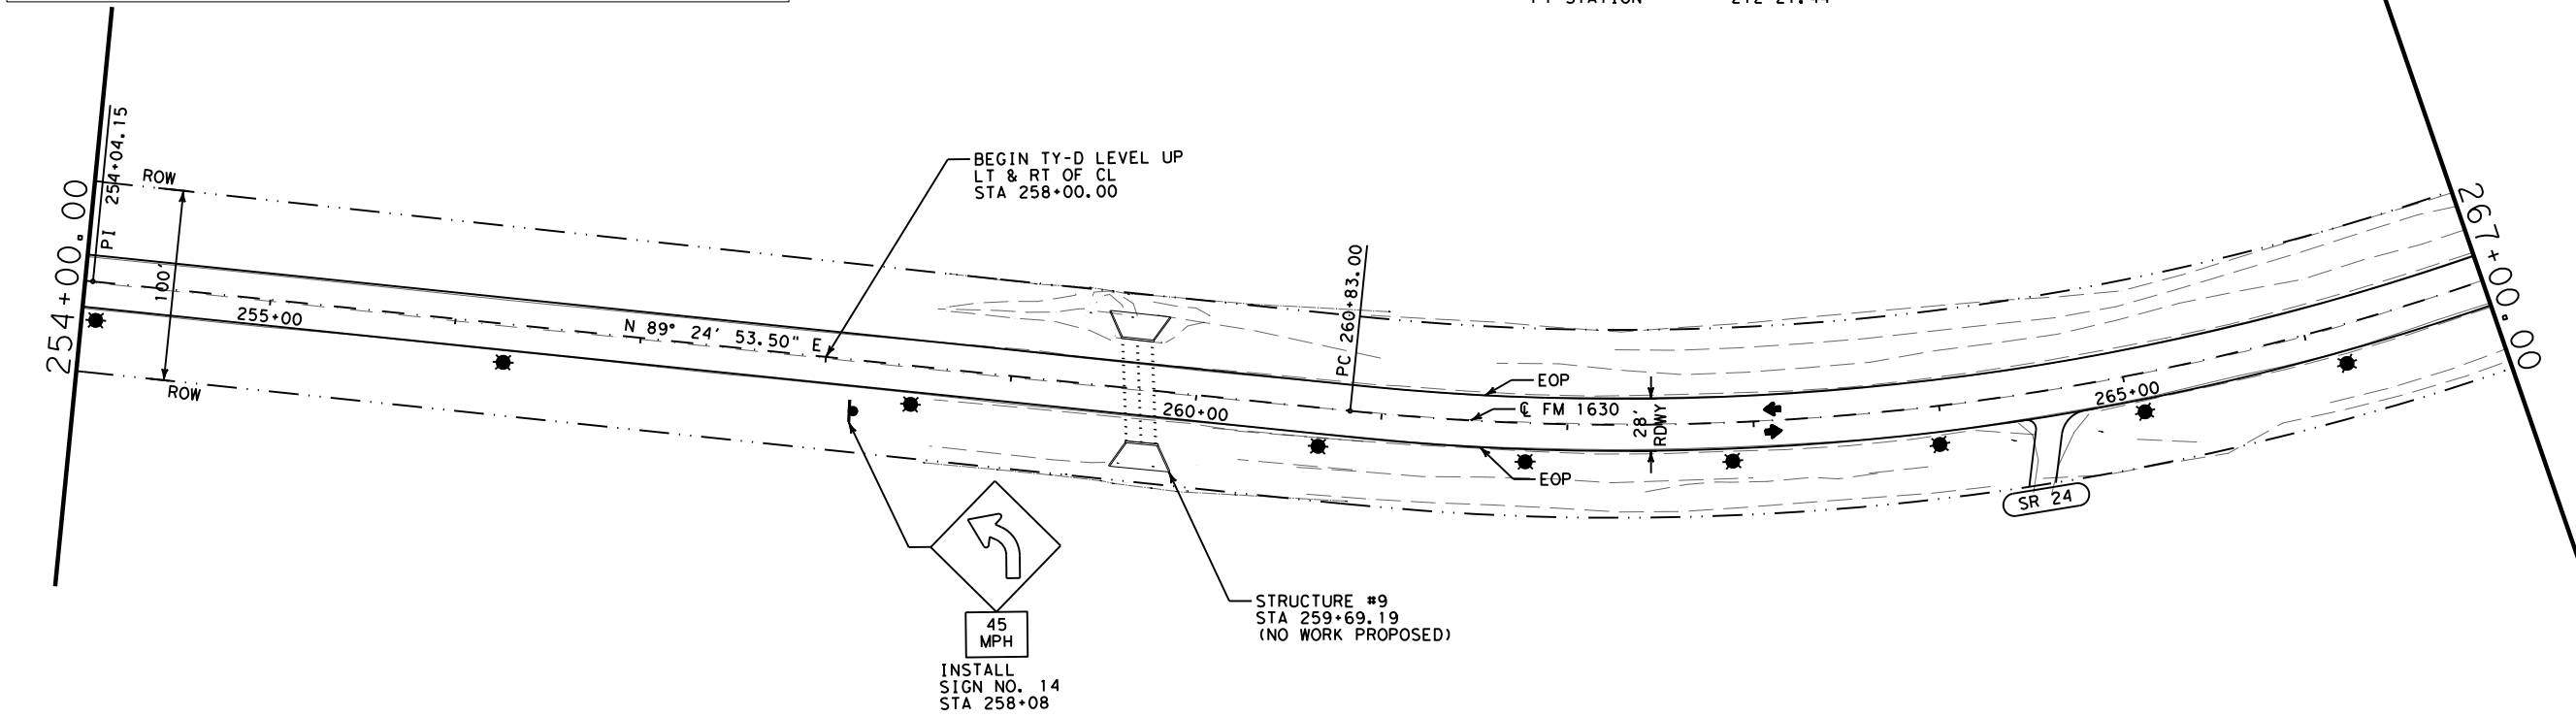 254+00.00
PI 254+04.15
ROW
100'
ROW
255+00
N 89° 24' 53.50" E
BEGIN TY-D LEVEL UP
LT & RT OF CL
STA 258+00.00
260+00
PC 260+83.00
EOP
℄ FM 1630
28'
RDWY
EOP
265+00
SR 24
267+00.00
45
MPH
INSTALL
SIGN NO. 14
STA 258+08
STRUCTURE #9
STA 259+69.19
(NO WORK PROPOSED)